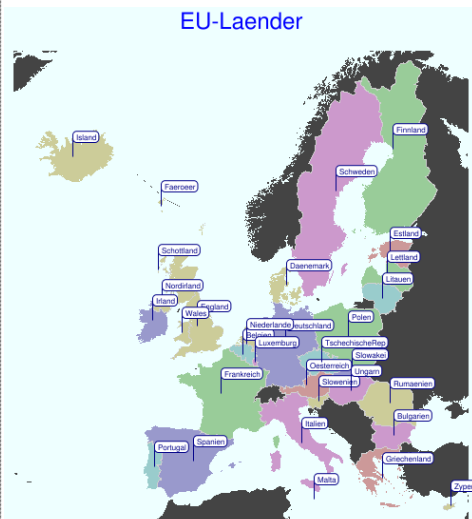 EU-Laender
Island
Finnland
Schweden
Faeroeer
Estland
Schottland
Lettland
Daenemark
Litauen
Nordirland
Irland
England
Wales
Polen
Niederlande
Deutschland
Belgien
Luxemburg
TschechischeRep
Slowakei
Oesterreich
Ungarn
Frankreich
Slowenien
Rumaenien
Bulgarien
Italien
Spanien
Portugal
Griechenland
Malta
Zyper